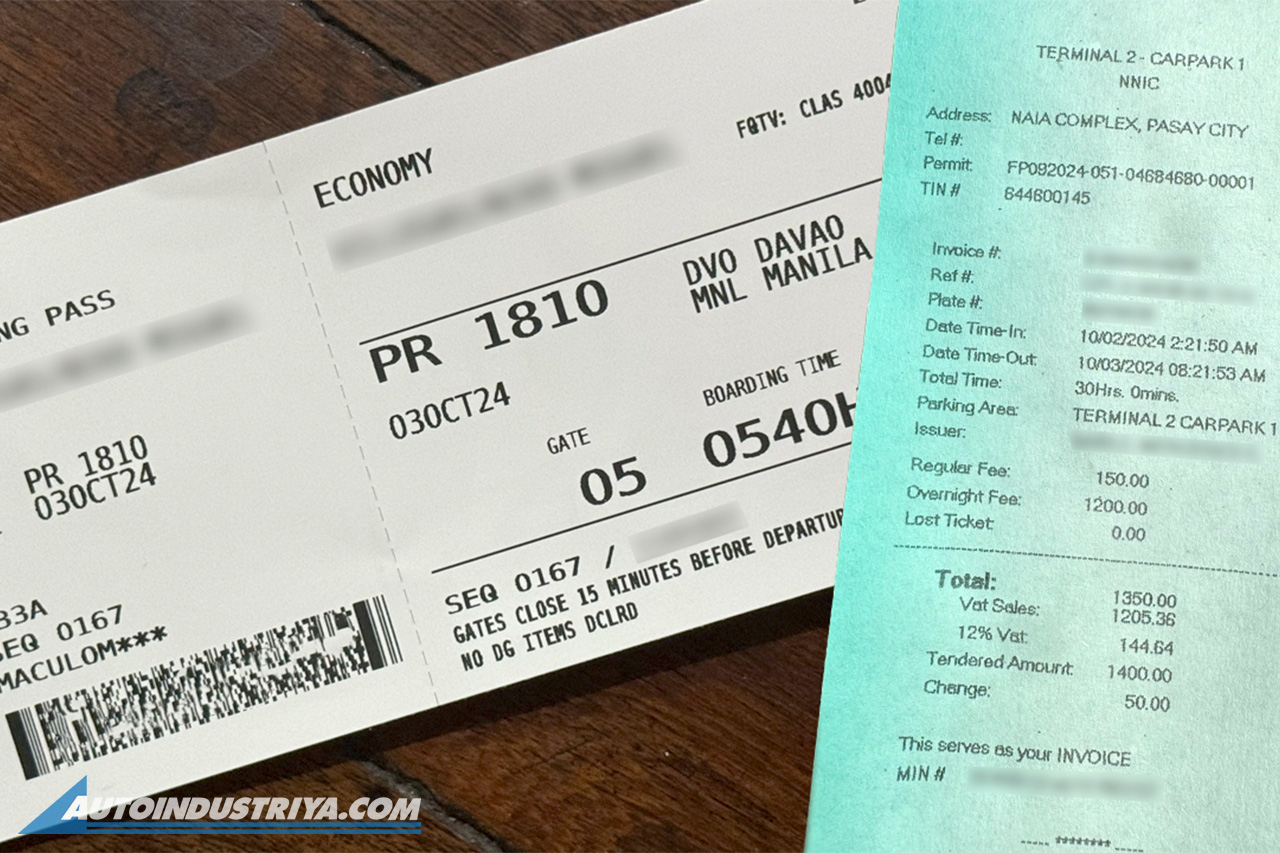 NG PASS
PR 1810
03OCT24
33A
SEQ 0167
MACULOM***
ECONOMY
FQTV: CLAS 4004
PR 1810
DVO DAVAO
MNL MANILA
03OCT24
GATE
05
BOARDING TIME
0540H
SEQ 0167 /
GATES CLOSE 15 MINUTES BEFORE DEPARTUR
NO DG ITEMS DCLRD
TERMINAL 2 - CARPARK 1
NNIC
Address: NAIA COMPLEX, PASAY CITY
Tel #:
Permit: FP092024-051-04684680-00001
TIN # 644600145
Invoice #:
Ref #:
Plate #:
Date Time-In: 10/02/2024 2:21:50 AM
Date Time-Out: 10/03/2024 08:21:53 AM
Total Time: 30Hrs. 0mins.
Parking Area: TERMINAL 2 CARPARK 1
Issuer:
Regular Fee: 150.00
Overnight Fee: 1200.00
Lost Ticket: 0.00
Total: 1350.00
Vat Sales: 1205.36
12% Vat: 144.64
Tendered Amount: 1400.00
Change: 50.00
This serves as your INVOICE
MIN #
----- ******** -----
AUTOINDUSTRIYA.COM